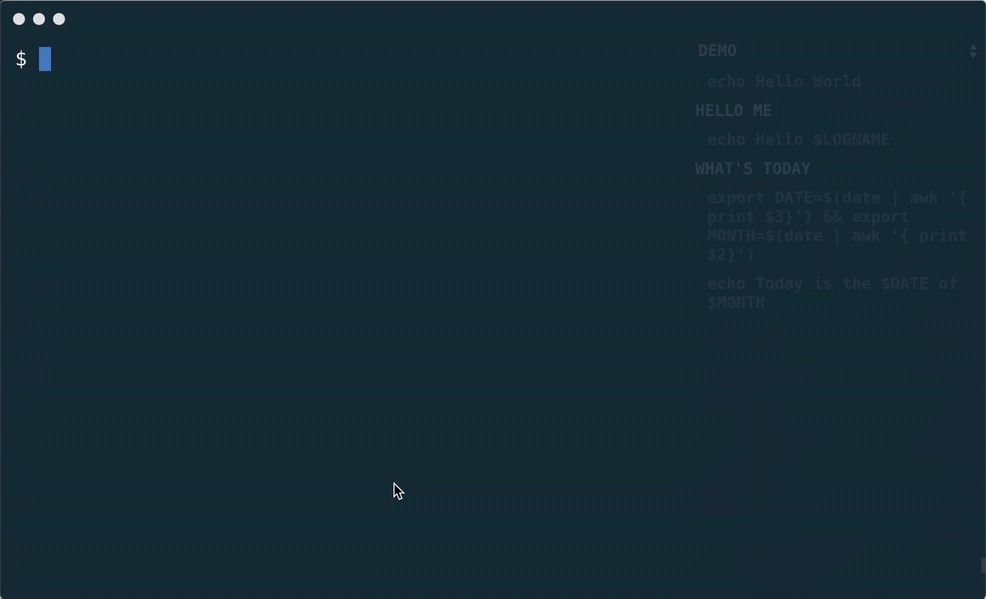 $
DEMO
echo Hello World
HELLO ME
echo Hello $LOGNAME
WHAT'S TODAY
export DATE=$(date | awk '{
print $3}') && export
MONTH=$(date | awk '{ print
$2}')
echo Today is the $DATE of
$MONTH